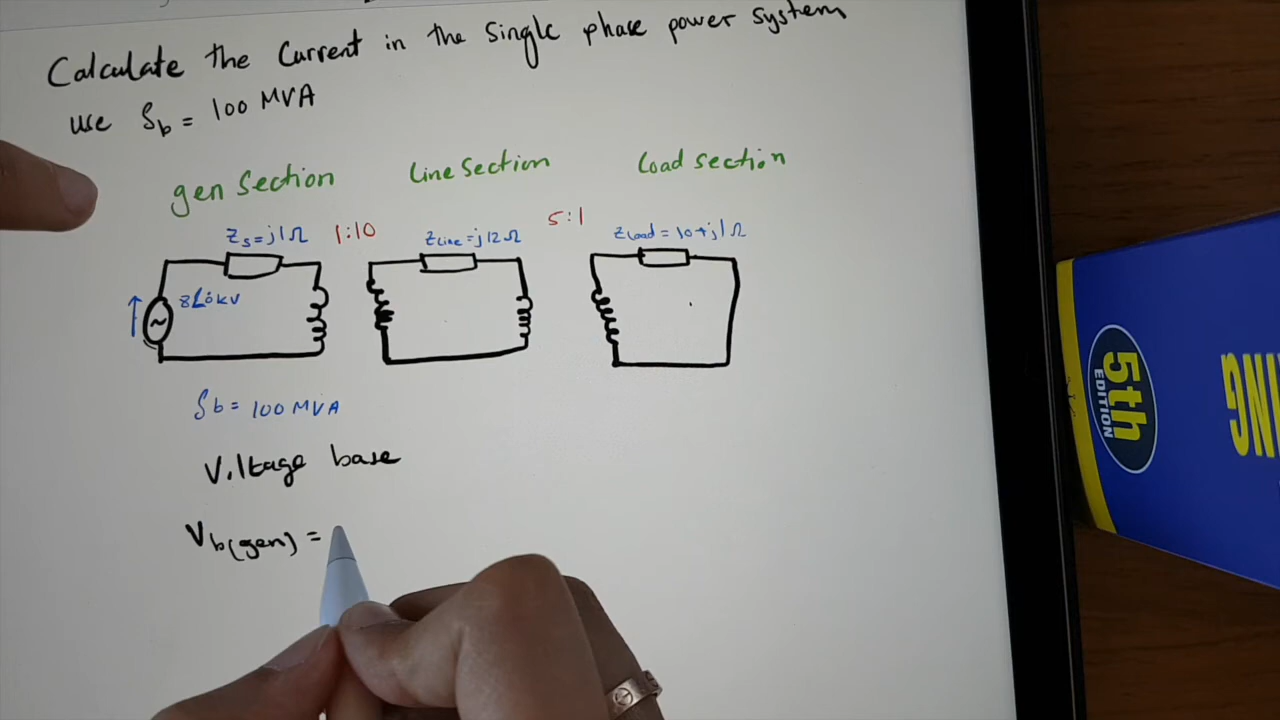 Calculate the Current in the Single phase power system
use Sb = 100 MVA
gen Section Line Section Load section
Zs=j1Ω 1:10 ZLine=j12Ω 5:1 ZLoad=10+j1Ω
8∠0 kV
~
Sb = 100 MVA
Voltage base
Vb(gen) =
5th
EDITION